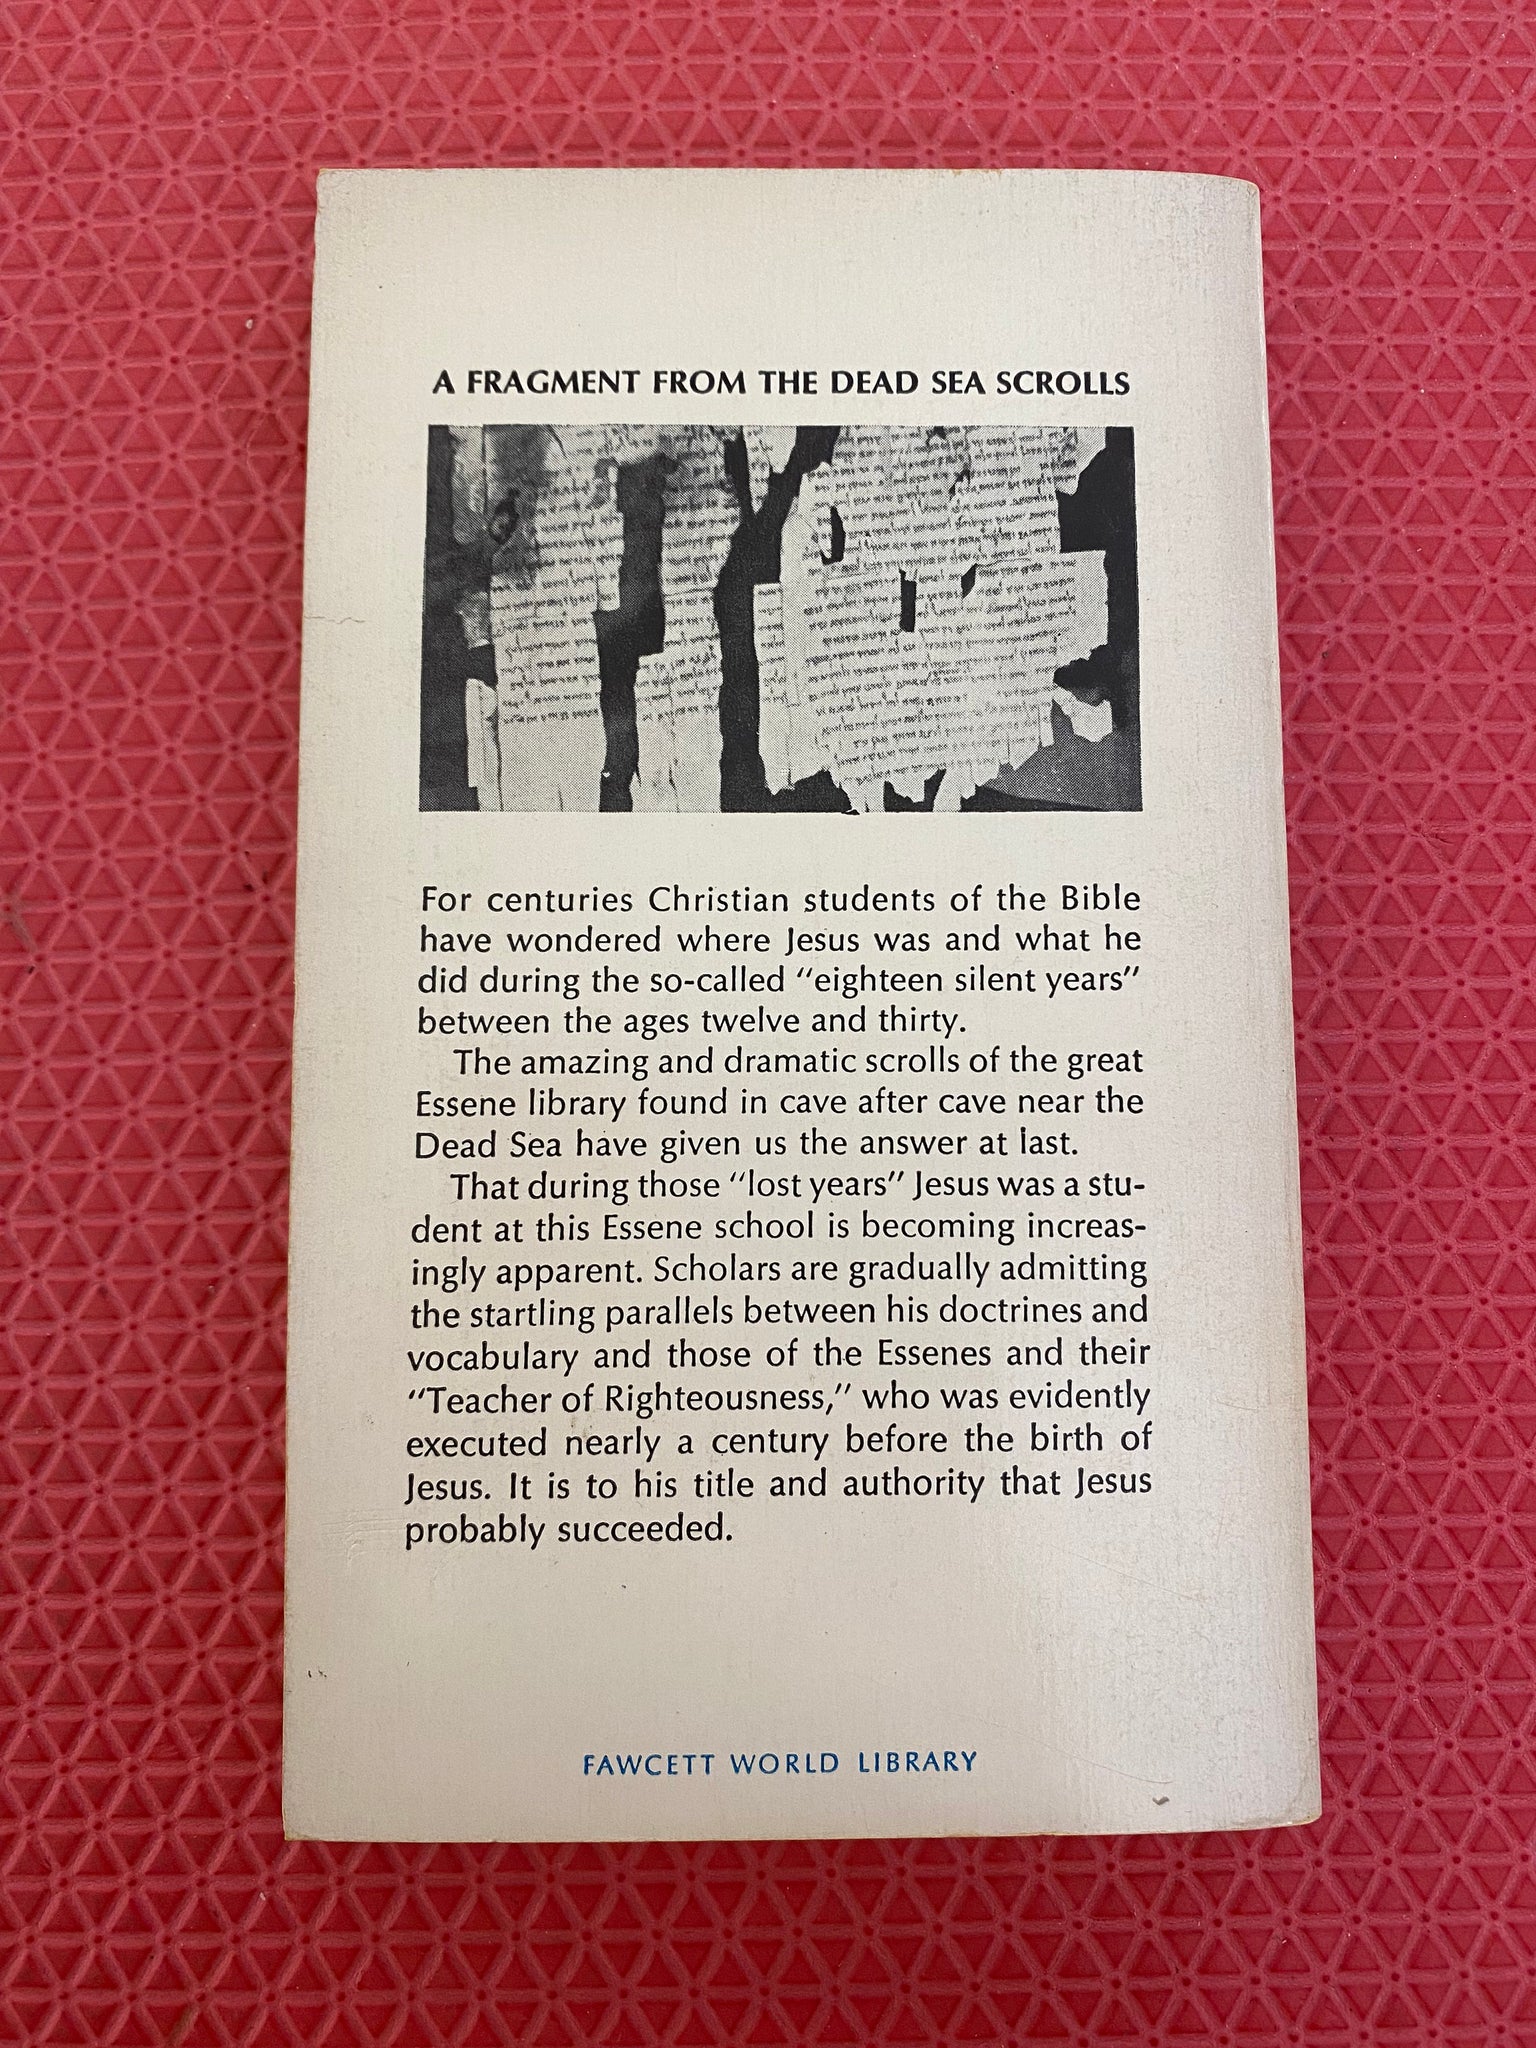 A FRAGMENT FROM THE DEAD SEA SCROLLS
For centuries Christian students of the Bible
have wondered where Jesus was and what he
did during the so-called "eighteen silent years"
between the ages twelve and thirty.
The amazing and dramatic scrolls of the great
Essene library found in cave after cave near the
Dead Sea have given us the answer at last.
That during those "lost years" Jesus was a stu-
dent at this Essene school is becoming increas-
ingly apparent. Scholars are gradually admitting
the startling parallels between his doctrines and
vocabulary and those of the Essenes and their
"Teacher of Righteousness," who was evidently
executed nearly a century before the birth of
Jesus. It is to his title and authority that Jesus
probably succeeded.
FAWCETT WORLD LIBRARY